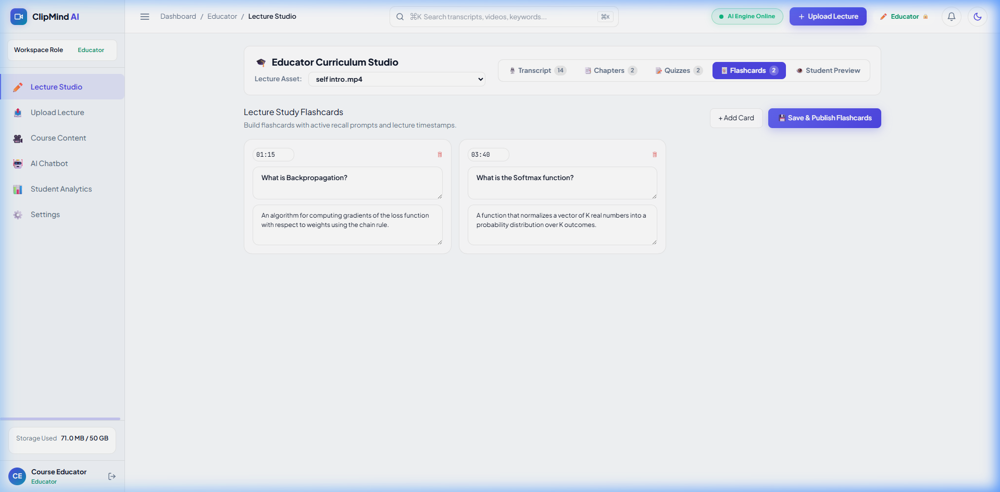 ClipMind AI
Dashboard / Educator / Lecture Studio
⌘K Search transcripts, videos, keywords...
⌘K
AI Engine Online
+ Upload Lecture
Educator
Workspace Role Educator
Lecture Studio
Upload Lecture
Course Content
AI Chatbot
Student Analytics
Settings
Storage Used 71.0 MB / 50 GB
CE
Course Educator
Educator
Educator Curriculum Studio
Lecture Asset: self intro.mp4
Transcript 14
Chapters 2
Quizzes 2
Flashcards 2
Student Preview
Lecture Study Flashcards
Build flashcards with active recall prompts and lecture timestamps.
+ Add Card
Save & Publish Flashcards
01:15
What is Backpropagation?
An algorithm for computing gradients of the loss function
with respect to weights using the chain rule.
03:40
What is the Softmax function?
A function that normalizes a vector of K real numbers into a
probability distribution over K outcomes.